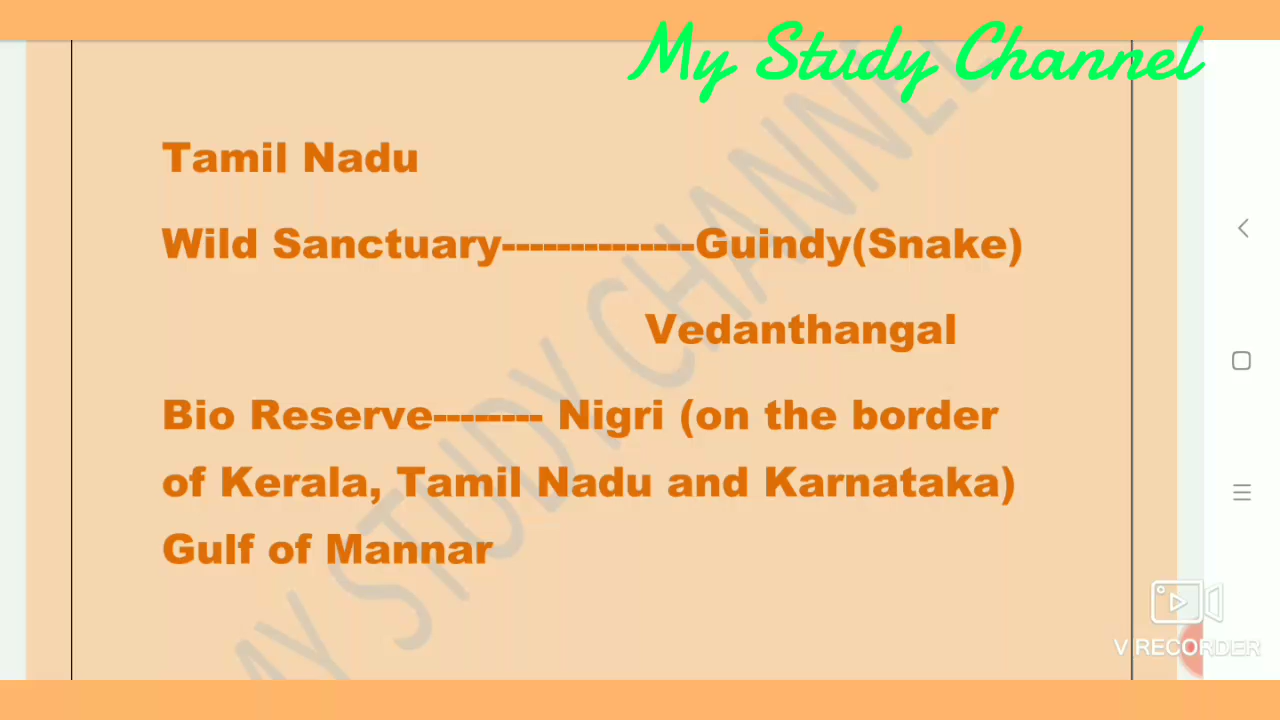 My Study Channel
Tamil Nadu
Wild Sanctuary--------------Guindy(Snake)
Vedanthangal
Bio Reserve-------- Nigri (on the border
of Kerala, Tamil Nadu and Karnataka)
Gulf of Mannar
MY STUDY CHANNEL
V RECORDER